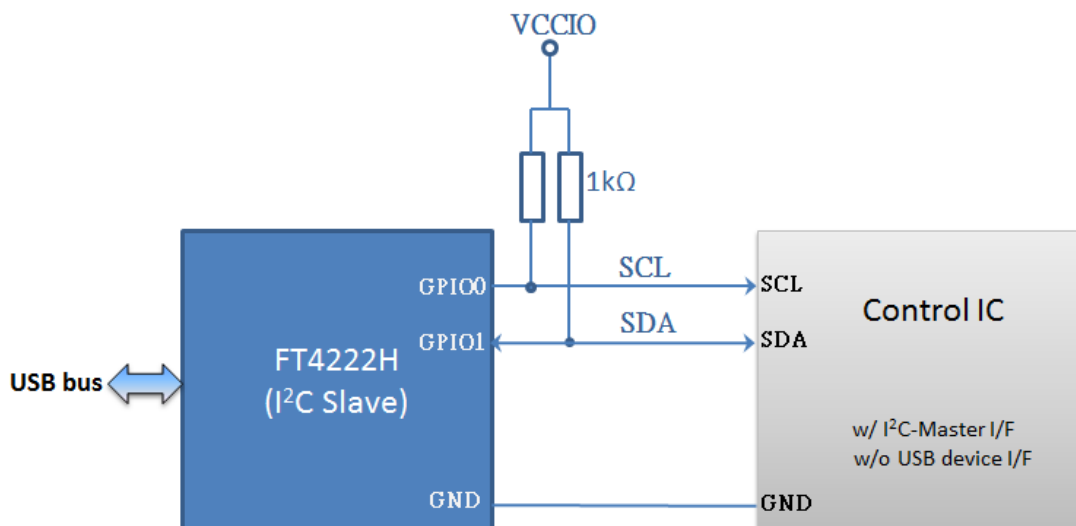 VCCIO
1kΩ
GPIO0
SCL
SCL
GPIO1
SDA
SDA
Control IC
USB bus
FT4222H
(I²C Slave)
w/ I²C-Master I/F
w/o USB device I/F
GND
GND